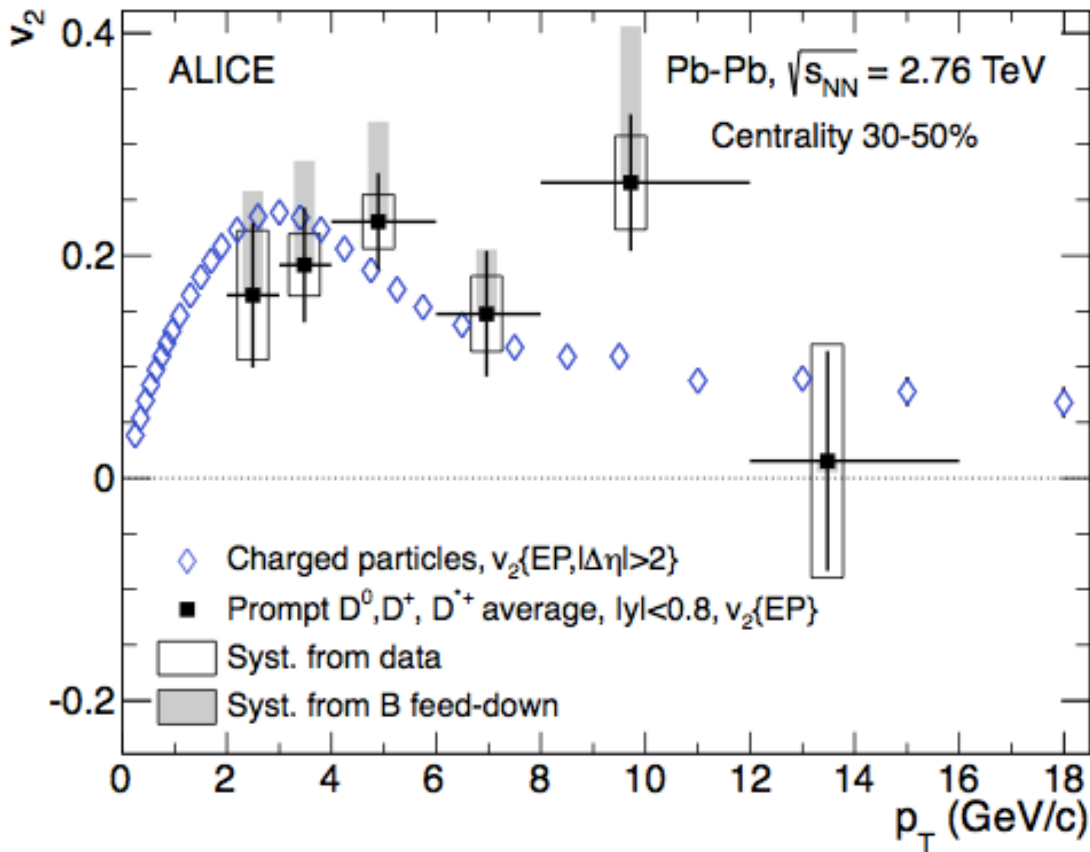 v₂
0.4
0.2
0
-0.2
ALICE
Pb-Pb, √s_NN = 2.76 TeV
Centrality 30-50%
Charged particles, v₂{EP,|Δη|>2}
Prompt D⁰,D⁺, D*⁺ average, |y|<0.8, v₂{EP}
Syst. from data
Syst. from B feed-down
0 2 4 6 8 10 12 14 16 18
p_T (GeV/c)